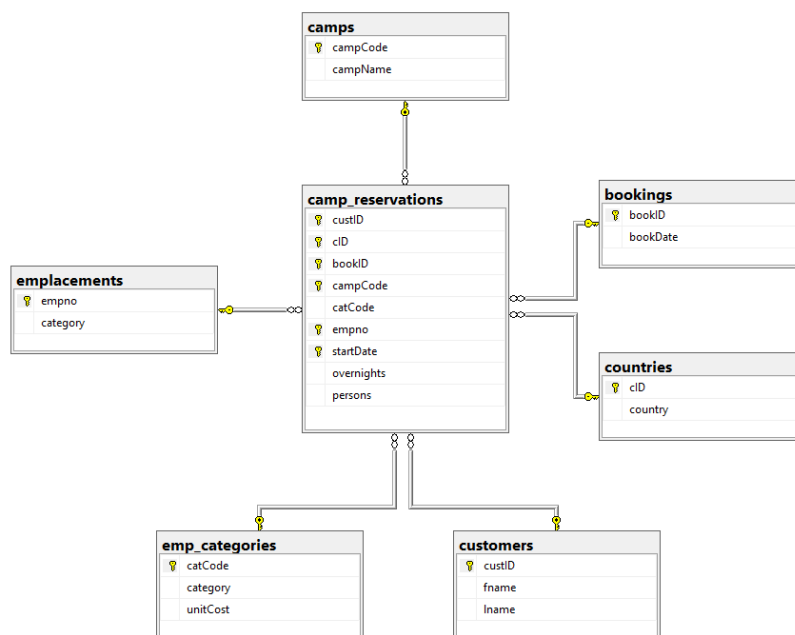 camps
campCode
campName
camp_reservations
custID
cID
bookID
campCode
catCode
empno
startDate
overnights
persons
bookings
bookID
bookDate
emplacements
empno
category
countries
cID
country
emp_categories
catCode
category
unitCost
customers
custID
fname
lname